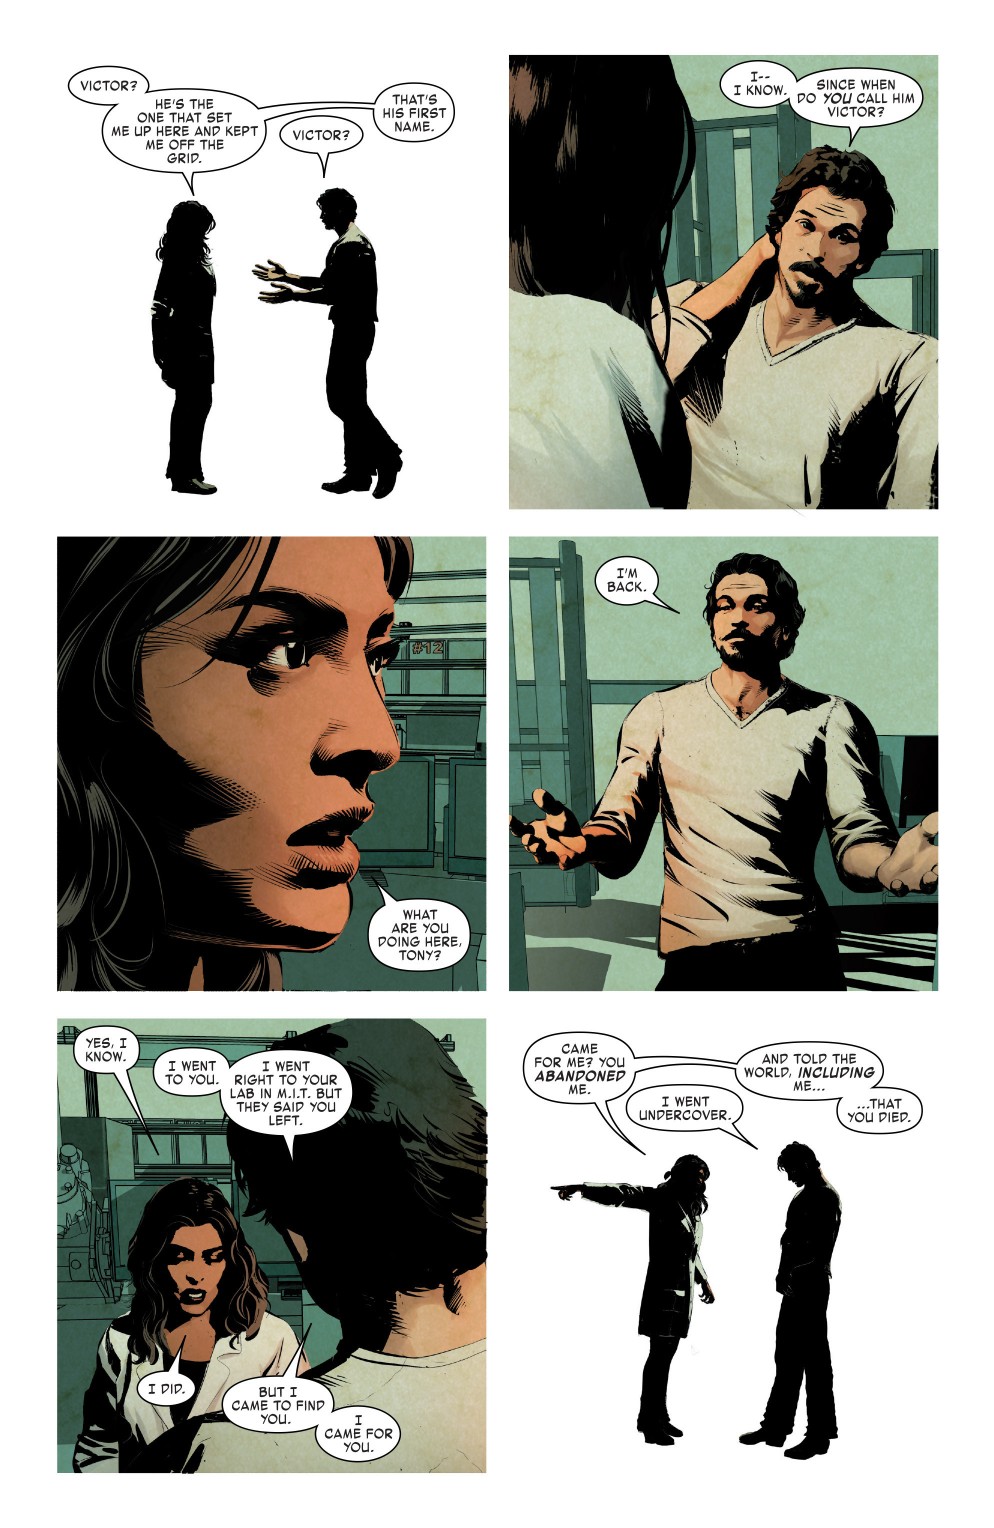 VICTOR?
HE'S THE
ONE THAT SET
ME UP HERE AND KEPT
ME OFF THE
GRID.
VICTOR?
THAT'S
HIS FIRST
NAME.
I--
I KNOW.
SINCE WHEN
DO YOU CALL HIM
VICTOR?
#12
WHAT
ARE YOU
DOING HERE,
TONY?
I'M
BACK.
YES, I
KNOW.
I WENT
TO YOU.
I WENT
RIGHT TO YOUR
LAB IN M.I.T. BUT
THEY SAID YOU
LEFT.
I DID.
BUT I
CAME TO FIND
YOU.
I
CAME FOR
YOU.
CAME
FOR ME? YOU
ABANDONED
ME.
I WENT
UNDERCOVER.
AND TOLD THE
WORLD, INCLUDING
ME...
...THAT
YOU DIED.